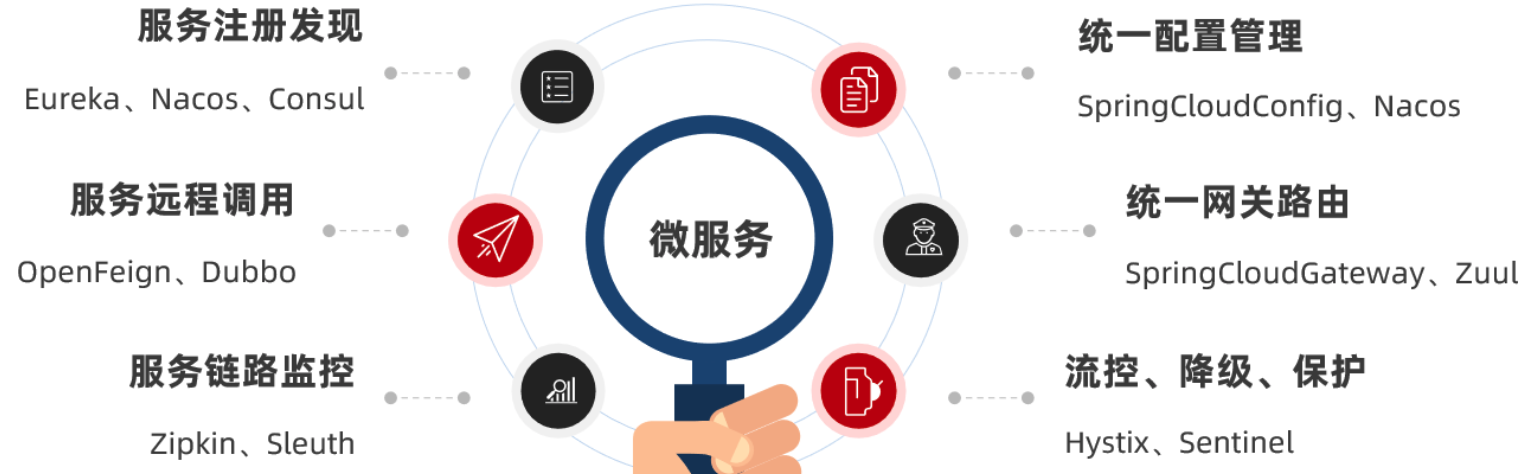 服务注册发现
Eureka、Nacos、Consul
服务远程调用
OpenFeign、Dubbo
服务链路监控
Zipkin、Sleuth
微服务
统一配置管理
SpringCloudConfig、Nacos
统一网关路由
SpringCloudGateway、Zuul
流控、降级、保护
Hystix、Sentinel